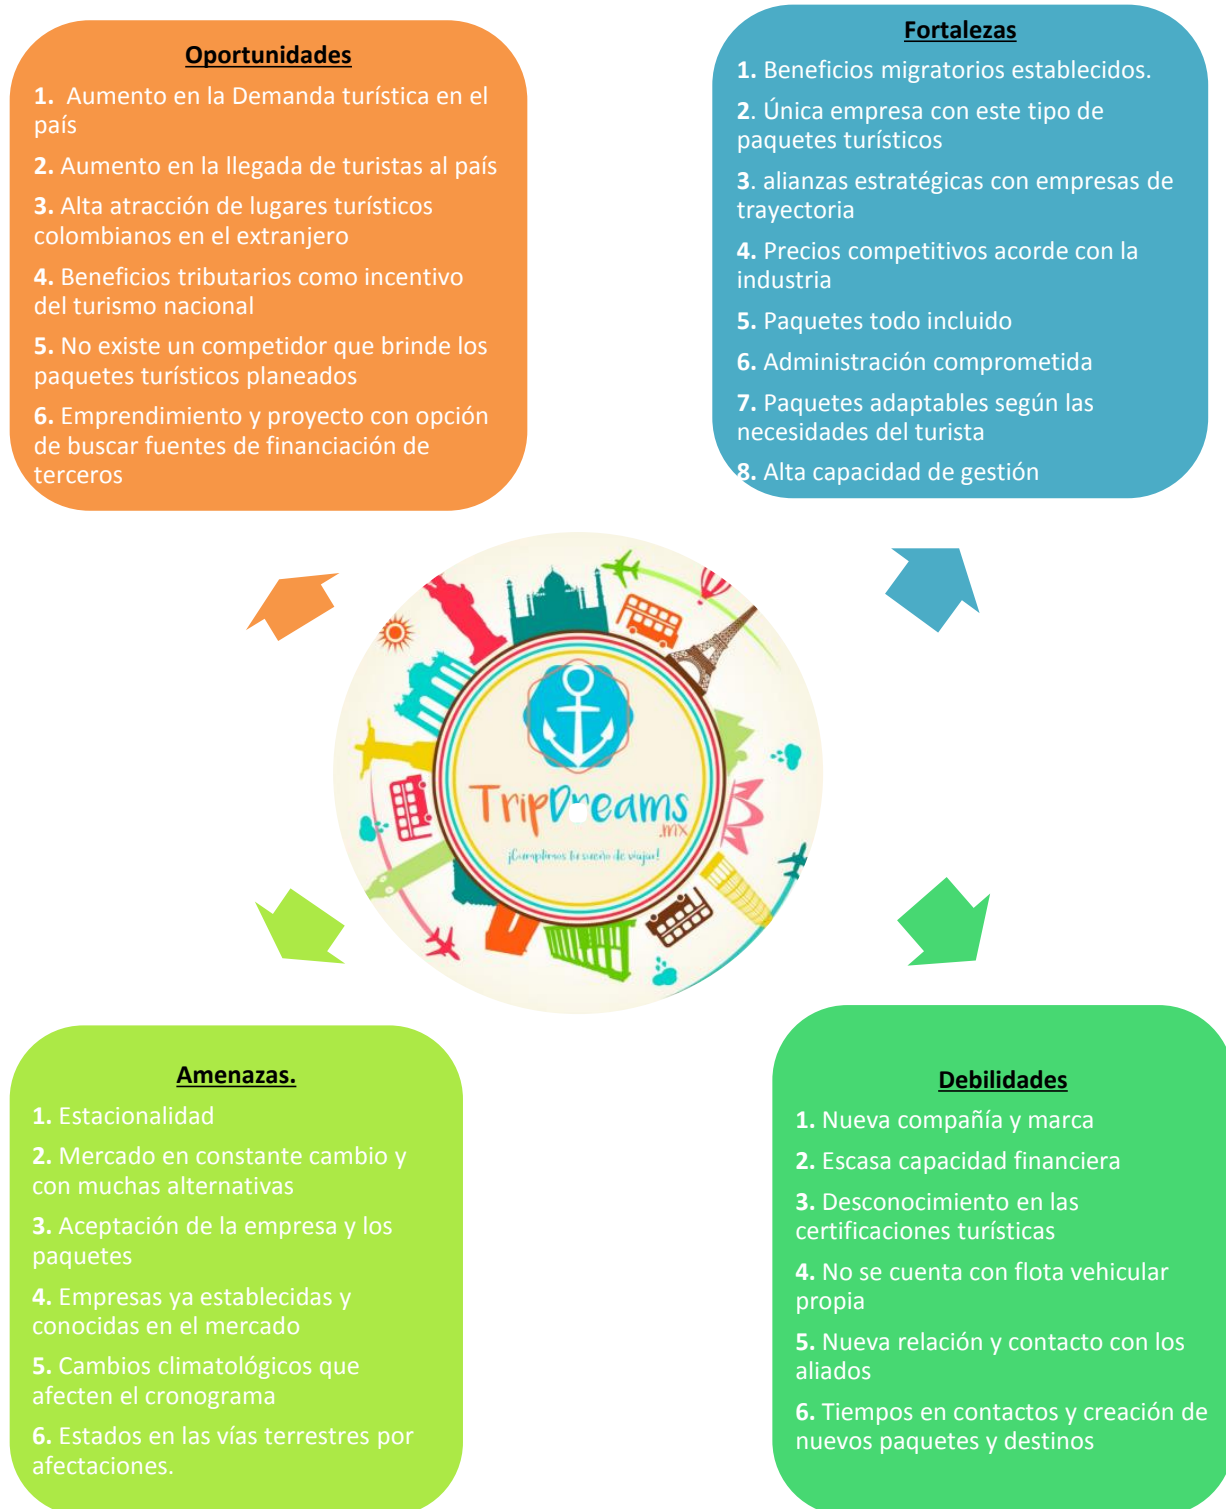 Oportunidades
1. Aumento en la Demanda turística en el
país
2. Aumento en la llegada de turistas al país
3. Alta atracción de lugares turísticos
colombianos en el extranjero
4. Beneficios tributarios como incentivo
del turismo nacional
5. No existe un competidor que brinde los
paquetes turísticos planeados
6. Emprendimiento y proyecto con opción
de buscar fuentes de financiación de
terceros
Fortalezas
1. Beneficios migratorios establecidos.
2. Única empresa con este tipo de
paquetes turísticos
3. alianzas estratégicas con empresas de
trayectoria
4. Precios competitivos acorde con la
industria
5. Paquetes todo incluido
6. Administración comprometida
7. Paquetes adaptables según las
necesidades del turista
8. Alta capacidad de gestión
TripDreams
.mx
¡Cumplimos tu sueño de viajar!
Amenazas.
1. Estacionalidad
2. Mercado en constante cambio y
con muchas alternativas
3. Aceptación de la empresa y los
paquetes
4. Empresas ya establecidas y
conocidas en el mercado
5. Cambios climatológicos que
afecten el cronograma
6. Estados en las vías terrestres por
afectaciones.
Debilidades
1. Nueva compañía y marca
2. Escasa capacidad financiera
3. Desconocimiento en las
certificaciones turísticas
4. No se cuenta con flota vehicular
propia
5. Nueva relación y contacto con los
aliados
6. Tiempos en contactos y creación de
nuevos paquetes y destinos